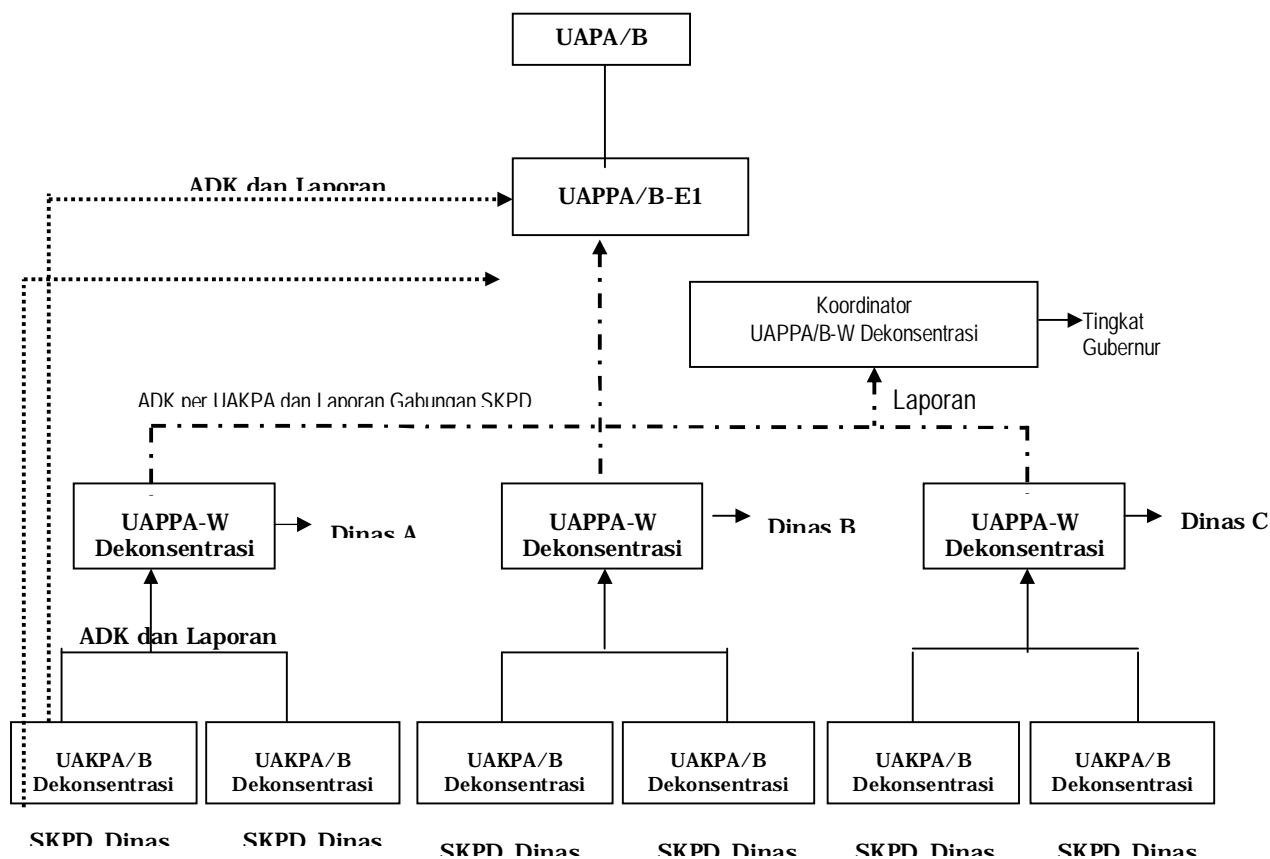 UAPA/B
ADK dan Laporan
UAPPA/B-E1
Koordinator
UAPPA/B-W Dekonsentrasi
Tingkat
Gubernur
ADK per UAKPA dan Laporan Gabungan SKPD
Laporan
UAPPA-W
Dekonsentrasi
Dinas A
UAPPA-W
Dekonsentrasi
Dinas B
UAPPA-W
Dekonsentrasi
Dinas C
ADK dan Laporan
UAKPA/B
Dekonsentrasi
UAKPA/B
Dekonsentrasi
UAKPA/B
Dekonsentrasi
UAKPA/B
Dekonsentrasi
UAKPA/B
Dekonsentrasi
UAKPA/B
Dekonsentrasi
SKPD Dinas
SKPD Dinas
SKPD Dinas
SKPD Dinas
SKPD Dinas